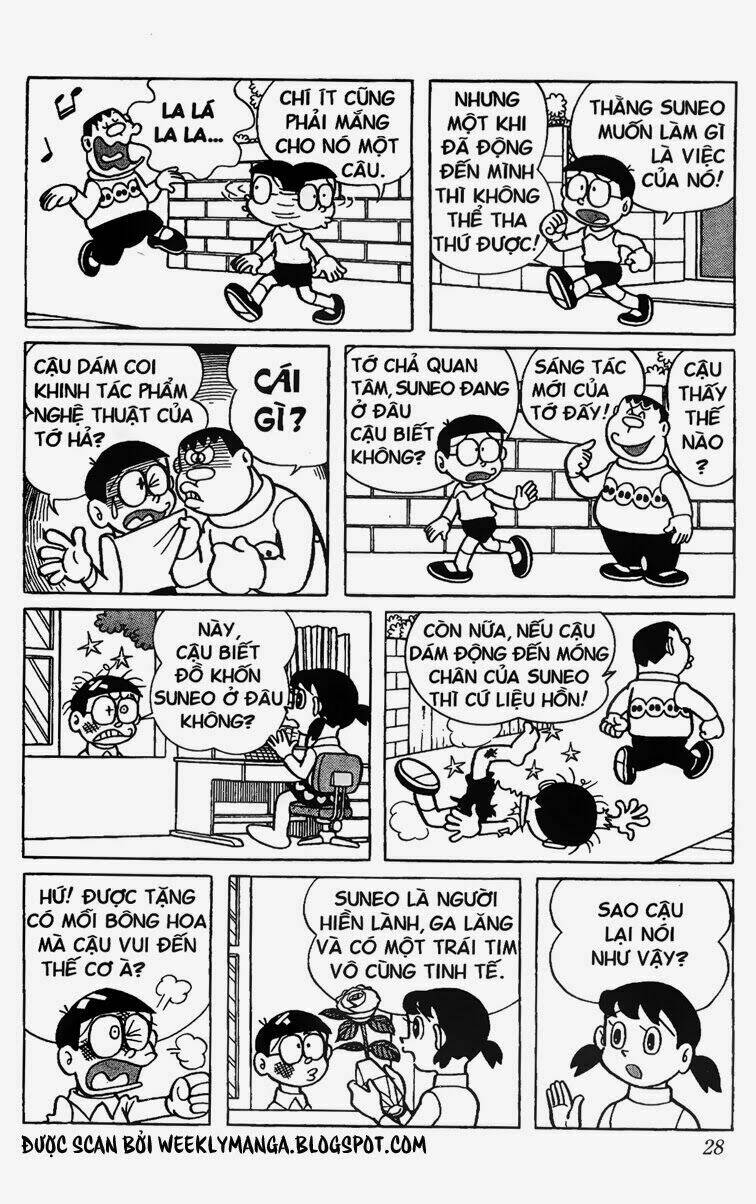 THẰNG SUNEO
MUỐN LÀM GÌ
LÀ VIỆC
CỦA NÓ!
NHƯNG
MỘT KHI
ĐÃ ĐỘNG
ĐẾN MÌNH
THÌ KHÔNG
THỂ THA
THỨ ĐƯỢC!
CHÍ ÍT CŨNG
PHẢI MẮNG
CHO NÓ MỘT
CÂU.
LA LÁ
LA LA...
CẬU
THẤY
THẾ
NÀO
?
SÁNG TÁC
MỚI CỦA
TỚ ĐẤY!
TỚ CHẢ QUAN
TÂM, SUNEO ĐANG
Ở ĐÂU
CẬU BIẾT
KHÔNG?
CÁI
GÌ?
CẬU DÁM COI
KHINH TÁC PHẨM
NGHỆ THUẬT CỦA
TỚ HẢ?
CÒN NỮA, NẾU CẬU
DÁM ĐỘNG ĐẾN MÓNG
CHÂN CỦA SUNEO
THÌ CỨ LIỆU HỒN!
NÀY,
CẬU BIẾT
ĐỒ KHỐN
SUNEO Ở ĐÂU
KHÔNG?
SAO CẬU
LẠI NÓI
NHƯ VẬY?
SUNEO LÀ NGƯỜI
HIỀN LÀNH, GA LĂNG
VÀ CÓ MỘT TRÁI TIM
VÔ CÙNG TINH TẾ.
HỨ! ĐƯỢC TẶNG
CÓ MỖI BÔNG HOA
MÀ CẬU VUI ĐẾN
THẾ CƠ À?
ĐƯỢC SCAN BỞI WEEKLYMANGA.BLOGSPOT.COM
28